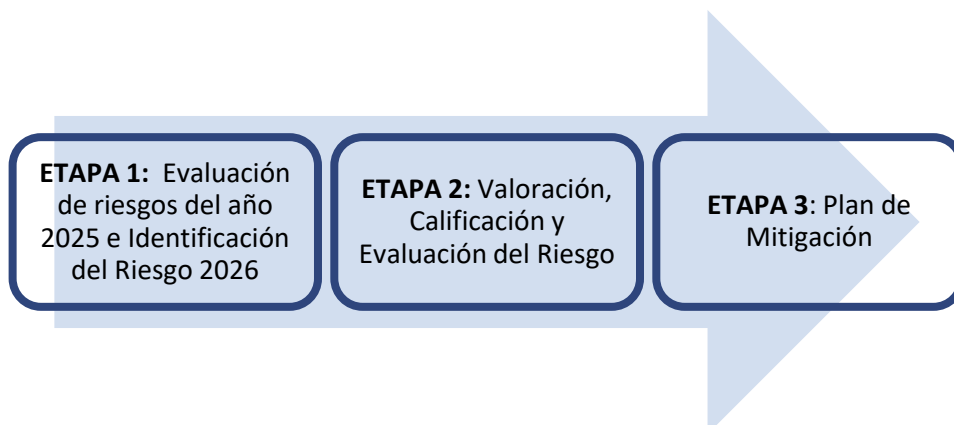 ETAPA 1: Evaluación
de riesgos del año
2025 e Identificación
del Riesgo 2026
ETAPA 2: Valoración,
Calificación y
Evaluación del Riesgo
ETAPA 3: Plan de
Mitigación